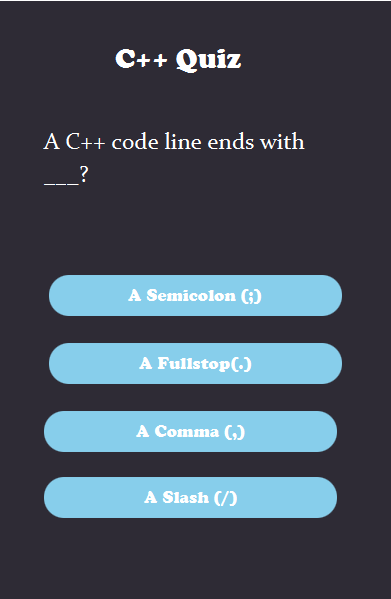 C++ Quiz
A C++ code line ends with
___?
A Semicolon (;)
A Fullstop(.)
A Comma (,)
A Slash (/)